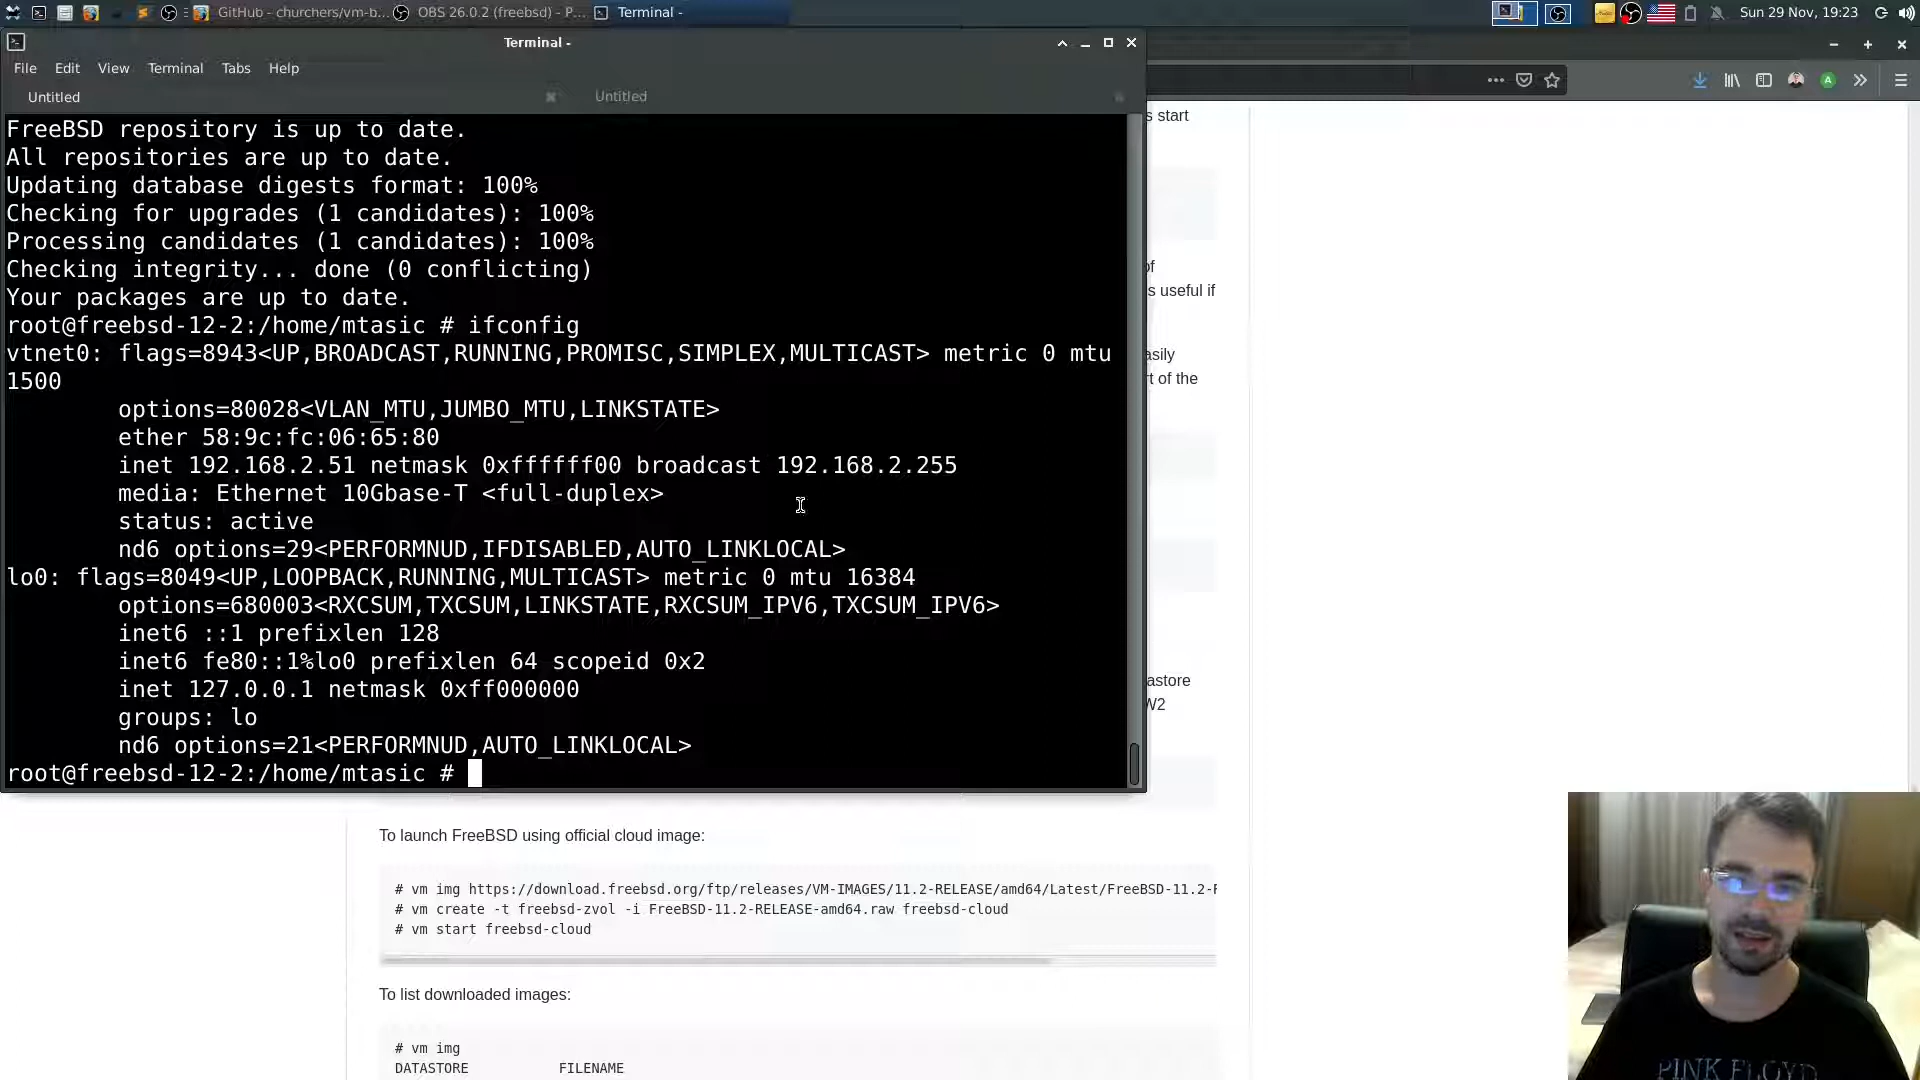 GitHub - churchers/vm-b...
OBS 26.0.2 (freebsd) - P...
Terminal -
Sun 29 Nov, 19:23
Terminal -
File Edit View Terminal Tabs Help
Untitled
Untitled
FreeBSD repository is up to date.
All repositories are up to date.
Updating database digests format: 100%
Checking for upgrades (1 candidates): 100%
Processing candidates (1 candidates): 100%
Checking integrity... done (0 conflicting)
Your packages are up to date.
root@freebsd-12-2:/home/mtasic # ifconfig
vtnet0: flags=8943<UP,BROADCAST,RUNNING,PROMISC,SIMPLEX,MULTICAST> metric 0 mtu
1500
options=80028<VLAN_MTU,JUMBO_MTU,LINKSTATE>
ether 58:9c:fc:06:65:80
inet 192.168.2.51 netmask 0xffffff00 broadcast 192.168.2.255
media: Ethernet 10Gbase-T <full-duplex>
status: active
nd6 options=29<PERFORMNUD,IFDISABLED,AUTO_LINKLOCAL>
lo0: flags=8049<UP,LOOPBACK,RUNNING,MULTICAST> metric 0 mtu 16384
options=680003<RXCSUM,TXCSUM,LINKSTATE,RXCSUM_IPV6,TXCSUM_IPV6>
inet6 ::1 prefixlen 128
inet6 fe80::1%lo0 prefixlen 64 scopeid 0x2
inet 127.0.0.1 netmask 0xff000000
groups: lo
nd6 options=21<PERFORMNUD,AUTO_LINKLOCAL>
root@freebsd-12-2:/home/mtasic #
s start
of
s useful if
asily
t of the
astore
W2
A
To launch FreeBSD using official cloud image:
# vm img https://download.freebsd.org/ftp/releases/VM-IMAGES/11.2-RELEASE/amd64/Latest/FreeBSD-11.2-R
# vm create -t freebsd-zvol -i FreeBSD-11.2-RELEASE-amd64.raw freebsd-cloud
# vm start freebsd-cloud
To list downloaded images:
# vm img
DATASTORE FILENAME
PINK FLOYD